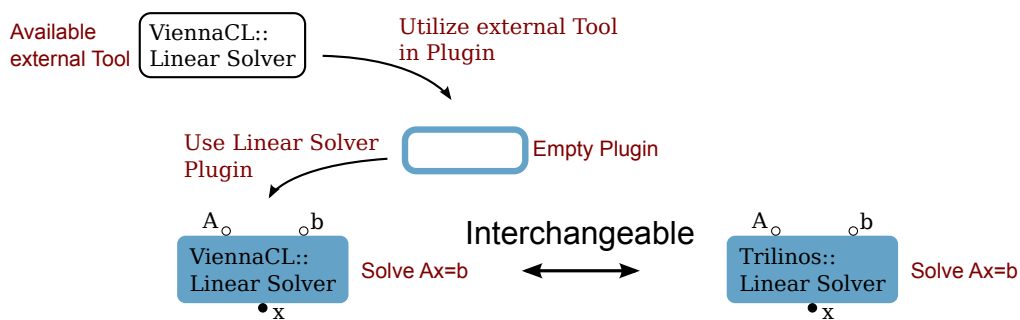 Available
external Tool
ViennaCL::
Linear Solver
Utilize external Tool
in Plugin
Use Linear Solver
Plugin
Empty Plugin
A
b
ViennaCL::
Linear Solver
x
Solve Ax=b
Interchangeable
A
b
Trilinos::
Linear Solver
x
Solve Ax=b